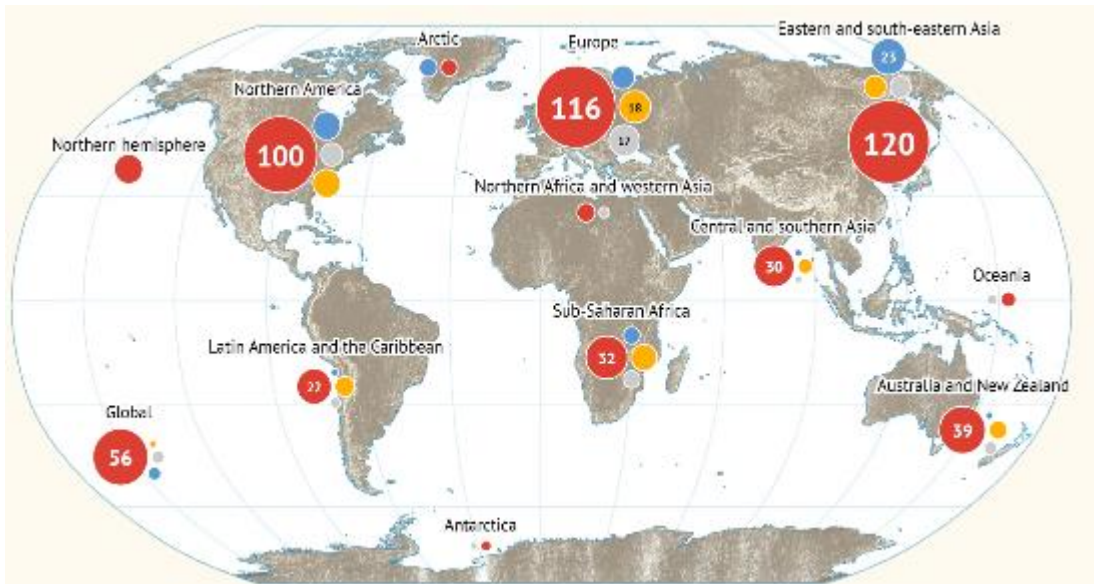 Eastern and south-eastern Asia
23
Arctic
Europe
Northern America
116
18
17
100
120
Northern hemisphere
Northern Africa and western Asia
Central and southern Asia
30
Oceania
Sub-Saharan Africa
32
Latin America and the Caribbean
22
Australia and New Zealand
39
Global
56
Antarctica